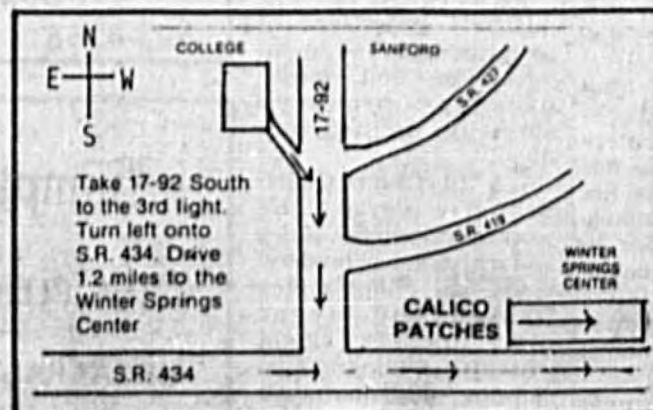 N
E W
S
COLLEGE
SANFORD
17-92
S.R. 427
S.R. 419
Take 17-92 South
to the 3rd light.
Turn left onto
S.R. 434. Drive
1.2 miles to the
Winter Springs
Center
WINTER
SPRINGS
CENTER
CALICO
PATCHES
S.R. 434